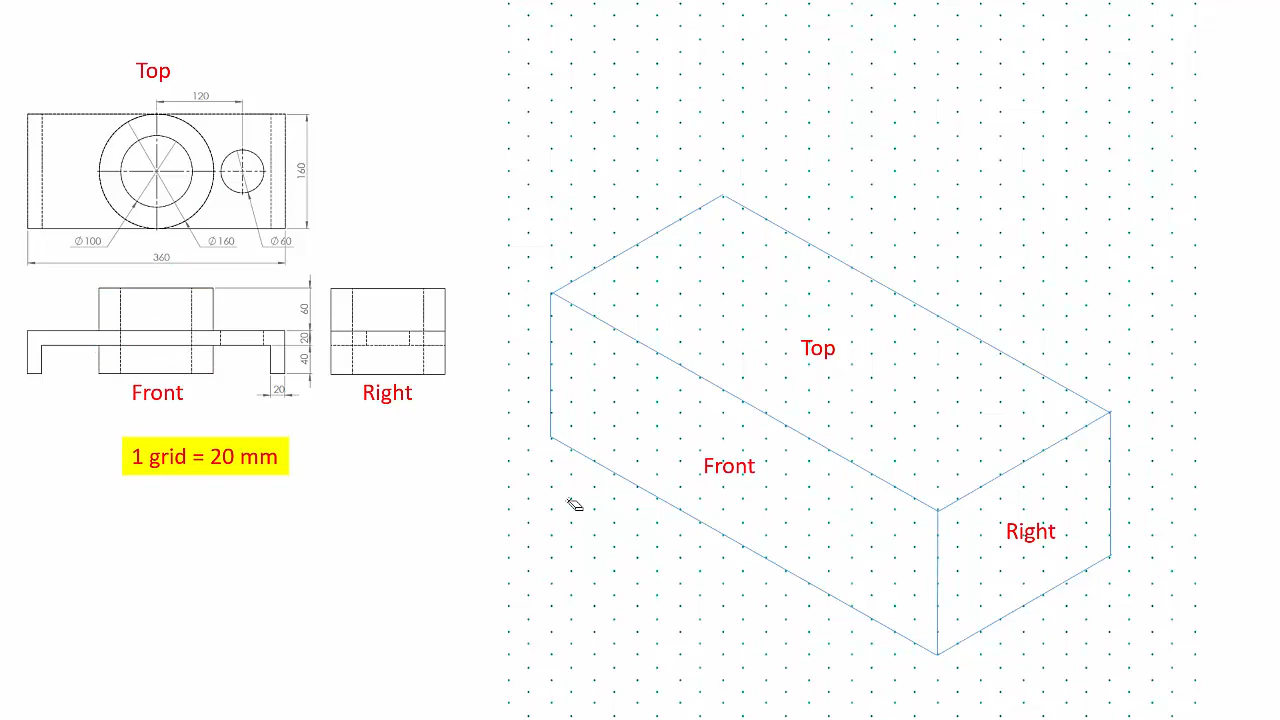 Top
120
160
Ø100
Ø160
Ø60
360
60
20
40
20
Front
Right
1 grid = 20 mm
Top
Front
Right